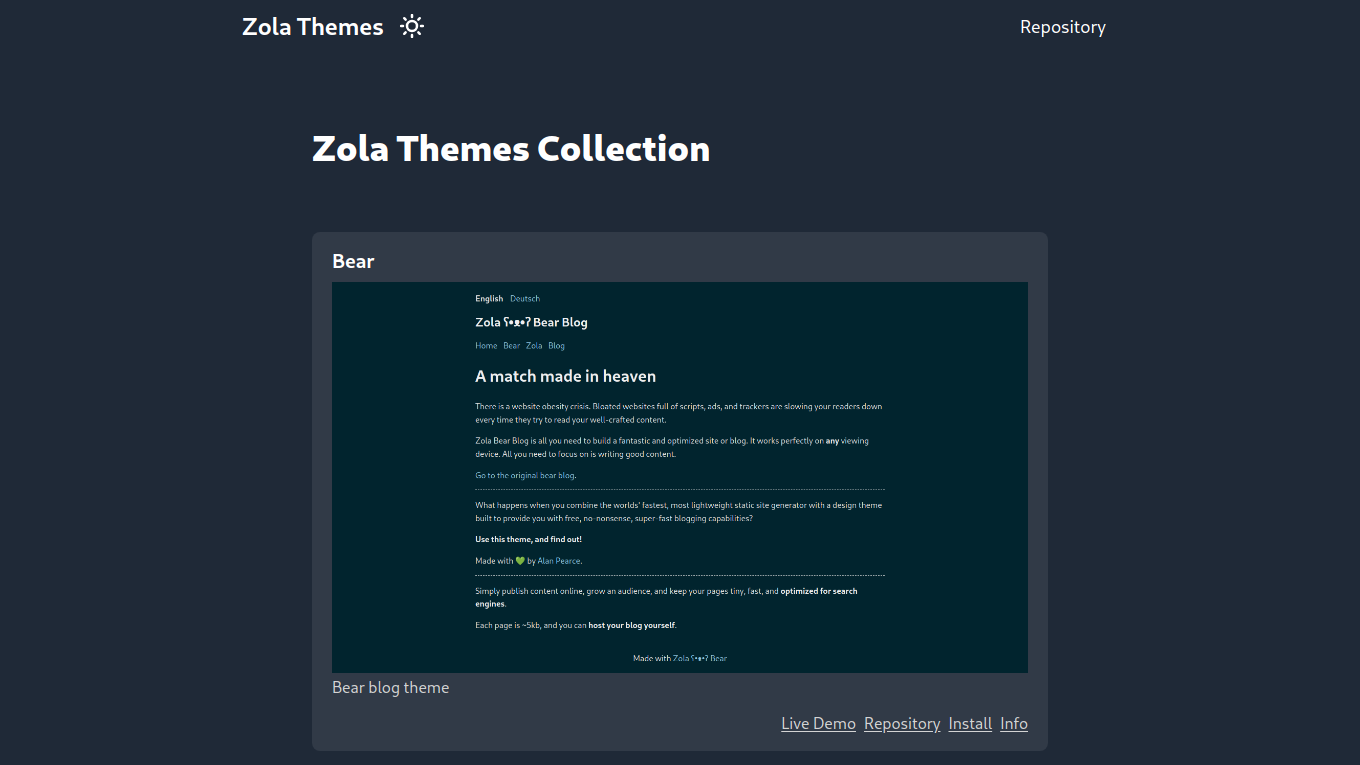 Zola Themes
Repository
Zola Themes Collection
Bear
English Deutsch
Zola ʕ•ᴥ•ʔ Bear Blog
Home Bear Zola Blog
A match made in heaven
There is a website obesity crisis. Bloated websites full of scripts, ads, and trackers are slowing your readers down
every time they try to read your well-crafted content.
Zola Bear Blog is all you need to build a fantastic and optimized site or blog. It works perfectly on any viewing
device. All you need to focus on is writing good content.
Go to the original bear blog.
What happens when you combine the worlds' fastest, most lightweight static site generator with a design theme
built to provide you with free, no-nonsense, super-fast blogging capabilities?
Use this theme, and find out!
Made with 💚 by Alan Pearce.
Simply publish content online, grow an audience, and keep your pages tiny, fast, and optimized for search
engines.
Each page is ~5kb, and you can host your blog yourself.
Made with Zola ʕ•ᴥ•ʔ Bear
Bear blog theme
Live Demo Repository Install Info